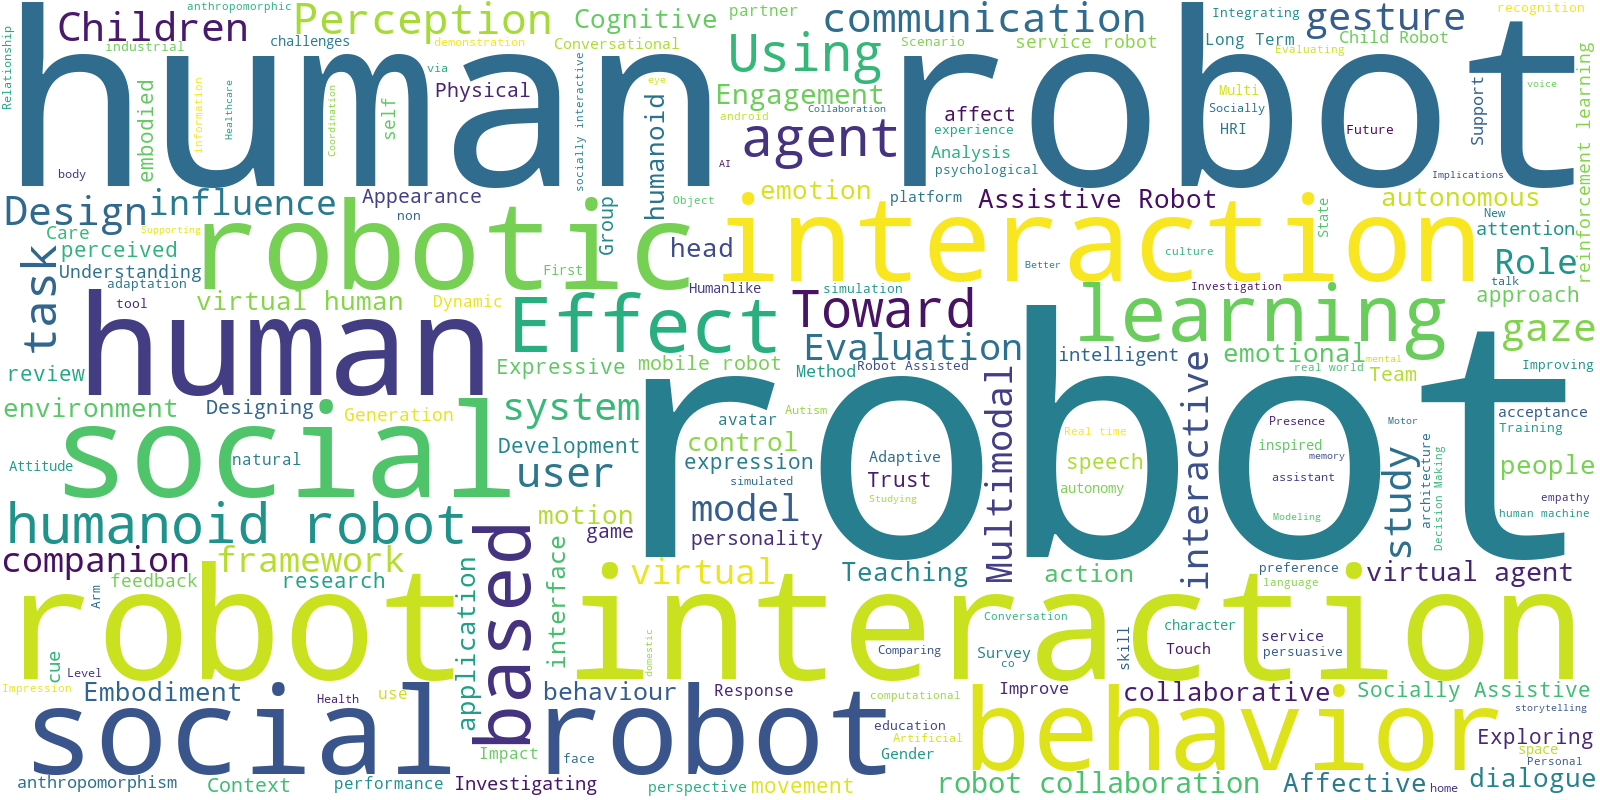 anthropomorphic
Children
Perception
Cognitive
partner
communication
Integrating
gesture
recognition
Relationship
industrial
challenges
demonstration
Conversational
Using
Scenario
service robot
Long Term
Evaluating
Child Robot
human robot
via
Physical
socially interactive
eye
Engagement
Collaboration
affect
Multi
Socially
HRI
Future
Support
voice
reinforcement learning
embodied
information
Healthcare
Coordination
self
humanoid
android
agent
experience
Analysis
psychological
AI
body
Implications
Design
influence
Appearance
non
Object
emotion
platform
Assistive Robot
autonomous
New
attention
Care
Supporting
perceived
robotic
Group
head
interaction
State
culture
Better
Role
talk
task
Understanding
adaptation
First
tool
virtual human
Dynamic
Humanlike
simulation
Investigation
approach
human
Effect
Toward
learning
gaze
Evaluation
intelligent
emotional
mental
real world
Team
Improving
review
Expressive
mobile robot
Method
Robot Assisted
environment
Designing
Generation
system
avatar
Autism
Multimodal
interactive
Presence
Motor
acceptance
Training
social
robot
Attitude
natural
Development
control
expression
simulated
Adaptive
Trust
Studying
Real time
speech
autonomy
inspired
memory
assistant
Modeling
study
architecture
Decision Making
people
empathy
human machine
user
humanoid robot
motion
model
game
personality
companion
framework
based
feedback
research
application
interface
virtual
Teaching
action
preference
language
virtual agent
Arm
robot interaction
cue
Level
domestic
Comparing
Conversation
Survey
co
skill
character
Touch
service
persuasive
Impression
Embodiment
Health
use
behaviour
Response
computational
Improve
collaborative
Socially Assistive
storytelling
social robot
Impact
face
education
Artificial
Gender
behavior
Exploring
space
Personal
anthropomorphism
Context
performance
Investigating
perspective
movement
robot collaboration
Affective
home
dialogue